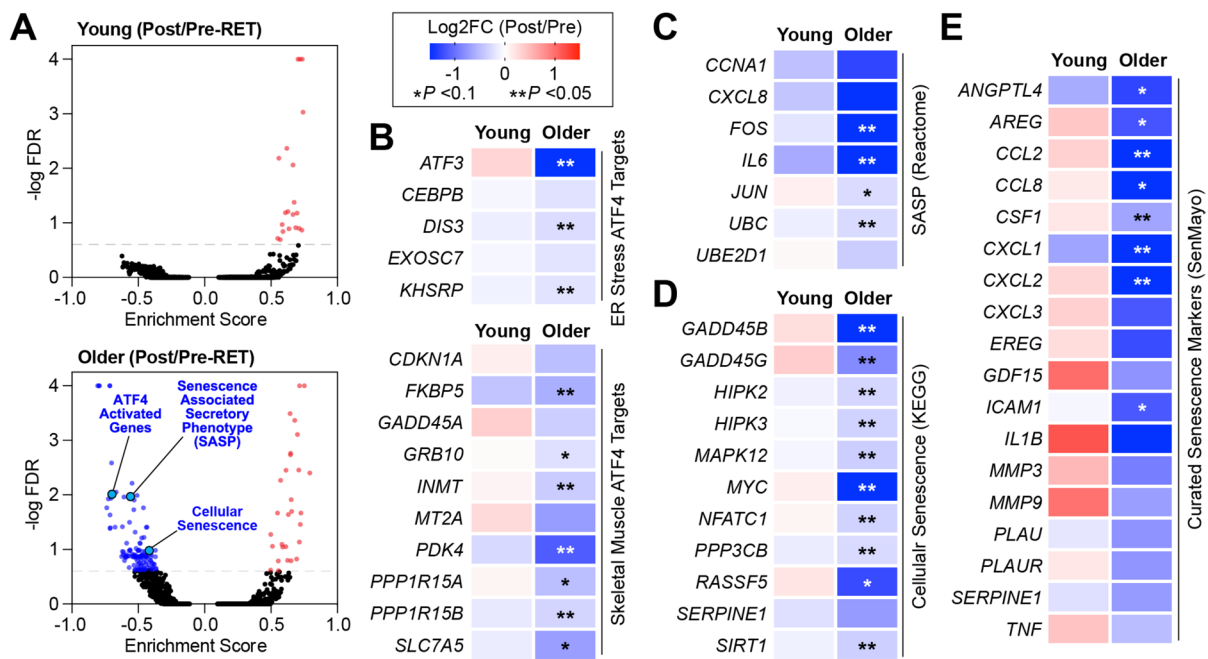 A
Young (Post/Pre-RET)
4
3
2
1
0
-log FDR
-1.0 -0.5 0.0 0.5 1.0
Enrichment Score
Older (Post/Pre-RET)
ATF4
Activated
Genes
Senescence
Associated
Secretory
Phenotype
(SASP)
Cellular
Senescence
4
3
2
1
0
-log FDR
-1.0 -0.5 0.0 0.5 1.0
Enrichment Score
Log2FC (Post/Pre)
-1 0 1
*P <0.1 **P <0.05
B
Young Older
ATF3 **
CEBPB
DIS3 **
EXOSC7
KHSRP **
ER Stress ATF4 Targets
Young Older
CDKN1A
FKBP5 **
GADD45A
GRB10 *
INMT **
MT2A
PDK4 **
PPP1R15A *
PPP1R15B **
SLC7A5 *
Skeletal Muscle ATF4 Targets
C
Young Older
CCNA1
CXCL8
FOS **
IL6 **
JUN *
UBC **
UBE2D1
SASP (Reactome)
D
Young Older
GADD45B **
GADD45G **
HIPK2 **
HIPK3 **
MAPK12 **
MYC **
NFATC1 **
PPP3CB **
RASSF5 *
SERPINE1
SIRT1 **
Cellulalr Senescence (KEGG)
E
Young Older
ANGPTL4 *
AREG *
CCL2 **
CCL8 *
CSF1 **
CXCL1 **
CXCL2 **
CXCL3
EREG
GDF15
ICAM1 *
IL1B
MMP3
MMP9
PLAU
PLAUR
SERPINE1
TNF
Curated Senescence Markers (SenMayo)